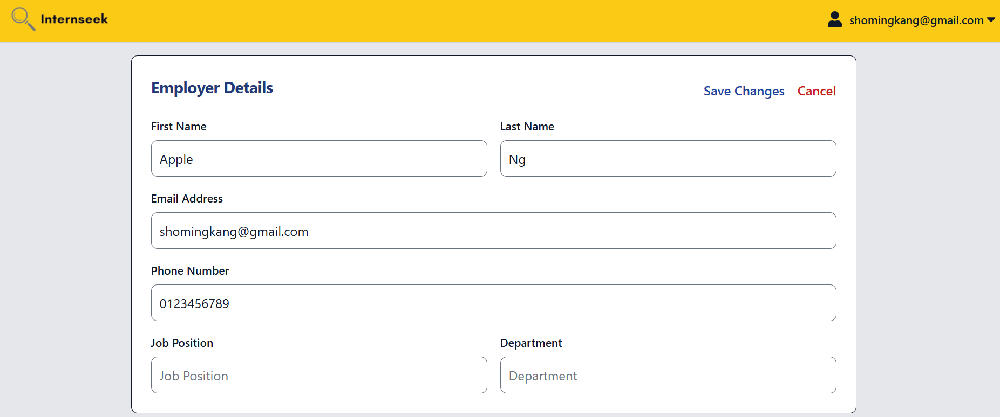 Internseek
shomingkang@gmail.com
Employer Details
Save Changes Cancel
First Name Last Name
Apple Ng
Email Address
shomingkang@gmail.com
Phone Number
0123456789
Job Position Department
Job Position Department